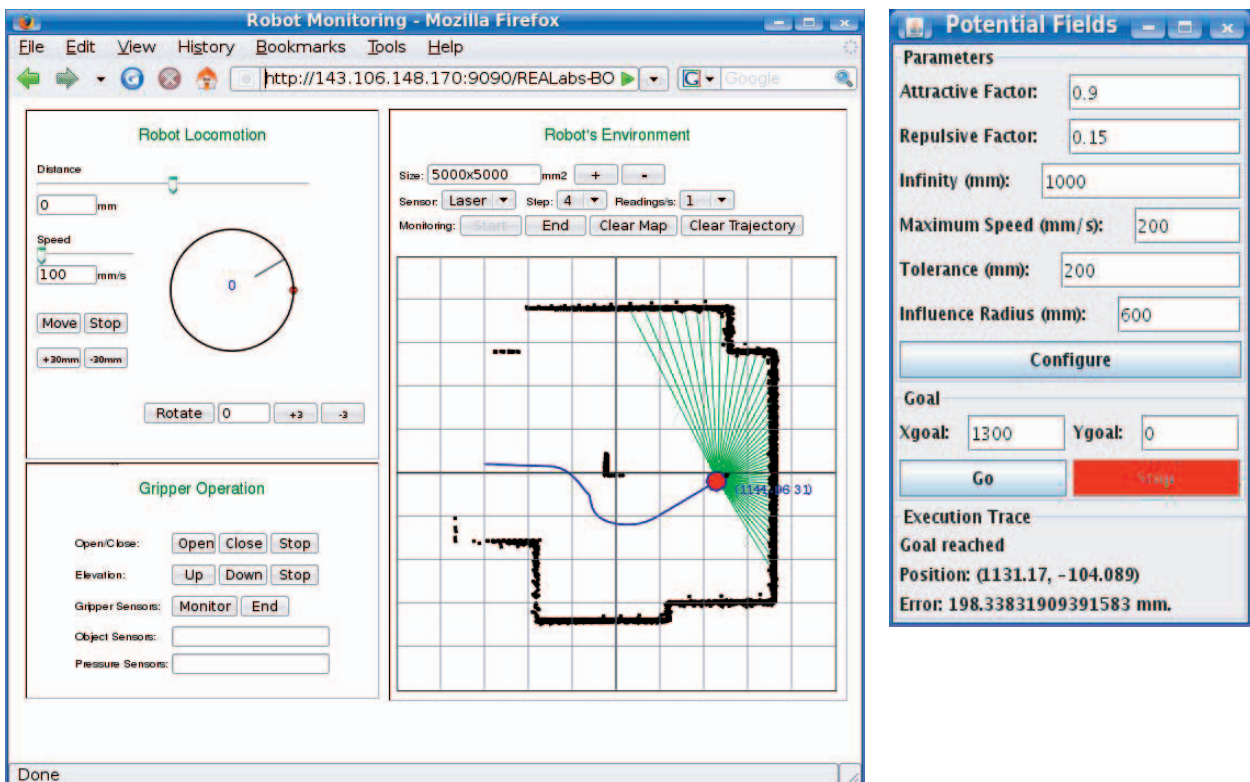 Robot Monitoring - Mozilla Firefox
File Edit View History Bookmarks Tools Help
http://143.106.148.170:9090/REALabs-BO G Google
Robot Locomotion
Distance
0 mm
Speed
100 mm/s
0
Move Stop
+30mm -30mm
Rotate 0 +3 -3
Gripper Operation
Open/Close: Open Close Stop
Elevation: Up Down Stop
Gripper Sensors: Monitor End
Object Sensors:
Pressure Sensors:
Robot's Environment
Size: 5000x5000 mm2 + -
Sensor: Laser Step: 4 Readings/s: 1
Monitoring: Start End Clear Map Clear Trajectory
Done
Potential Fields
Parameters
Attractive Factor: 0.9
Repulsive Factor: 0.15
Infinity (mm): 1000
Maximum Speed (mm/s): 200
Tolerance (mm): 200
Influence Radius (mm): 600
Configure
Goal
Xgoal: 1300 Ygoal: 0
Go
Execution Trace
Goal reached
Position: (1131.17, -104.089)
Error: 198.33831909391583 mm.